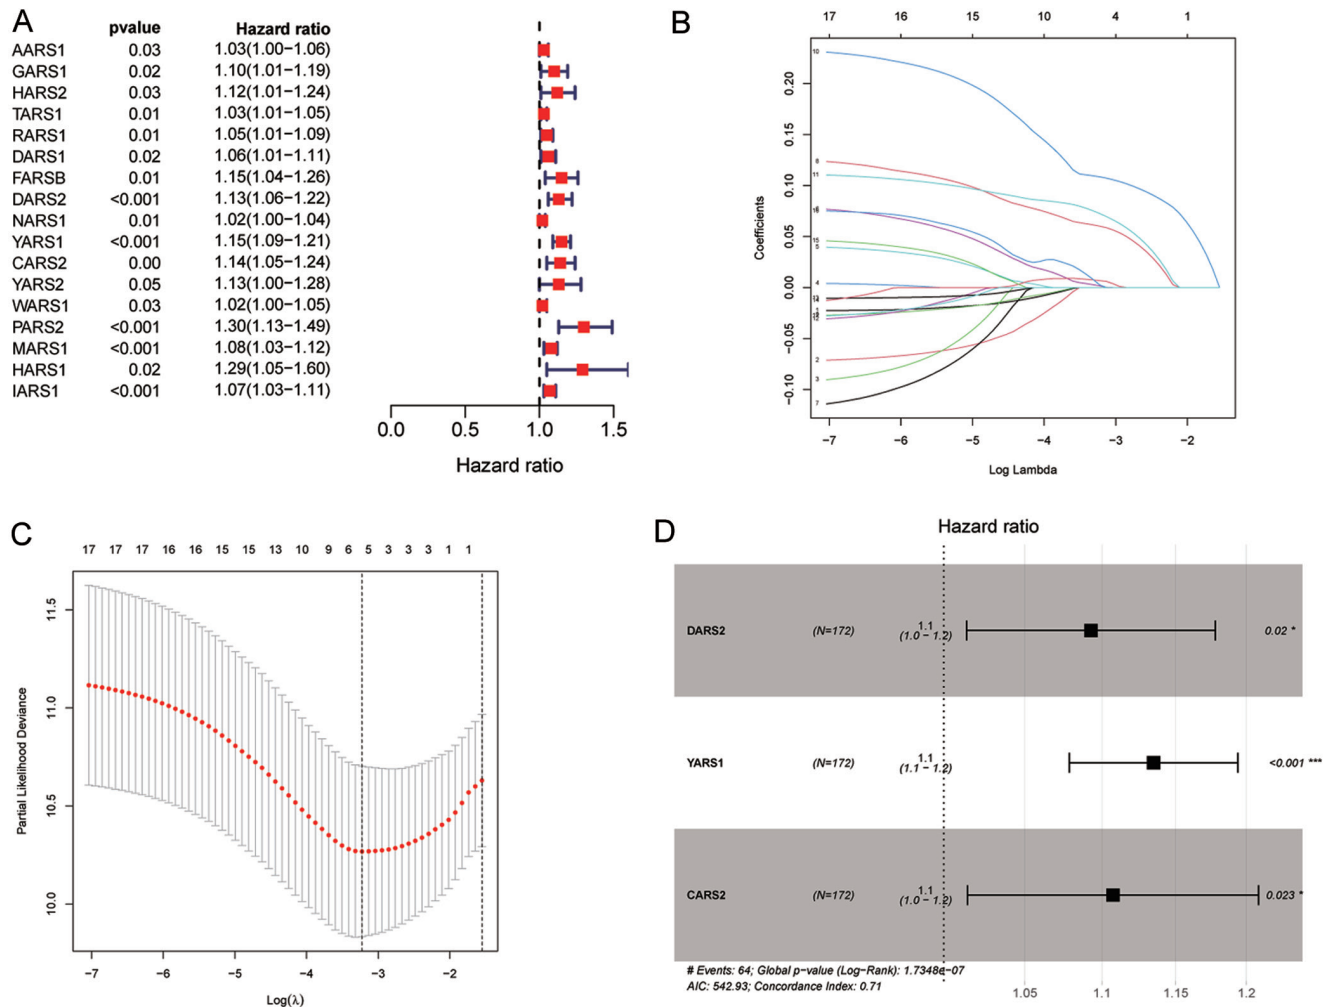 A
pvalue Hazard ratio
AARS1 0.03 1.03(1.00−1.06)
GARS1 0.02 1.10(1.01−1.19)
HARS2 0.03 1.12(1.01−1.24)
TARS1 0.01 1.03(1.01−1.05)
RARS1 0.01 1.05(1.01−1.09)
DARS1 0.02 1.06(1.01−1.11)
FARSB 0.01 1.15(1.04−1.26)
DARS2 <0.001 1.13(1.06−1.22)
NARS1 0.01 1.02(1.00−1.04)
YARS1 <0.001 1.15(1.09−1.21)
CARS2 0.00 1.14(1.05−1.24)
YARS2 0.05 1.13(1.00−1.28)
WARS1 0.03 1.02(1.00−1.05)
PARS2 <0.001 1.30(1.13−1.49)
MARS1 <0.001 1.08(1.03−1.12)
HARS1 0.02 1.29(1.05−1.60)
IARS1 <0.001 1.07(1.03−1.11)
0.0 0.5 1.0 1.5
Hazard ratio
B
17 16 15 10 4 1
Coefficients
0.20
0.15
0.10
0.05
0.00
−0.05
−0.10
10
11
15
5
4
2
3
7
−7 −6 −5 −4 −3 −2
Log Lambda
C
17 17 17 16 16 15 15 13 10 9 6 5 3 3 3 1 1
Partial Likelihood Deviance
11.5
11.0
10.5
10.0
−7 −6 −5 −4 −3 −2
Log(λ)
D
Hazard ratio
DARS2 (N=172) 1.1 0.02 *
(1.0 − 1.2)
YARS1 (N=172) 1.1 <0.001 ***
(1.1 − 1.2)
CARS2 (N=172) 1.1 0.023 *
(1.0 − 1.2)
# Events: 64; Global p-value (Log-Rank): 1.7348e-07
AIC: 542.93; Concordance Index: 0.71
1.05 1.1 1.15 1.2